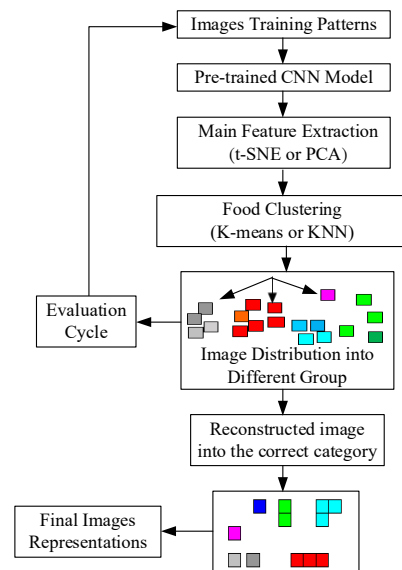 Images Training Patterns
Pre-trained CNN Model
Main Feature Extraction
(t-SNE or PCA)
Food Clustering
(K-means or KNN)
Evaluation
Cycle
Image Distribution into
Different Group
Reconstructed image
into the correct category
Final Images
Representations